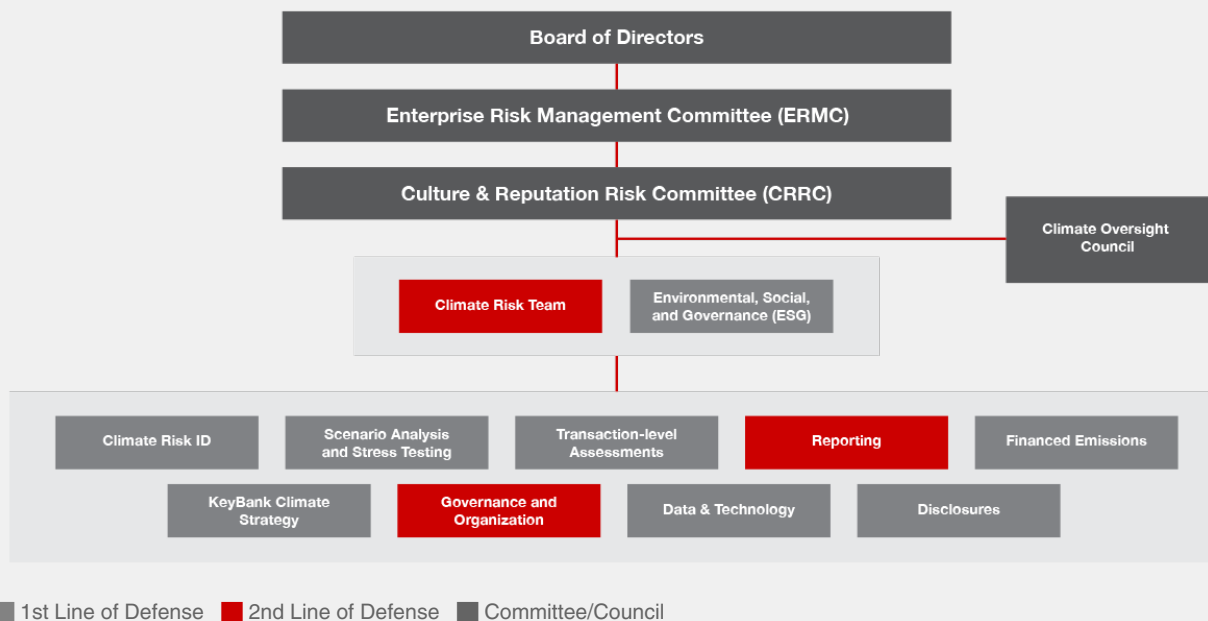 Board of Directors
Enterprise Risk Management Committee (ERMC)
Culture & Reputation Risk Committee (CRRC)
Climate Oversight
Council
Climate Risk Team
Environmental, Social,
and Governance (ESG)
Climate Risk ID
Scenario Analysis
and Stress Testing
Transaction-level
Assessments
Reporting
Financed Emissions
KeyBank Climate
Strategy
Governance and
Organization
Data & Technology
Disclosures
1st Line of Defense
2nd Line of Defense
Committee/Council